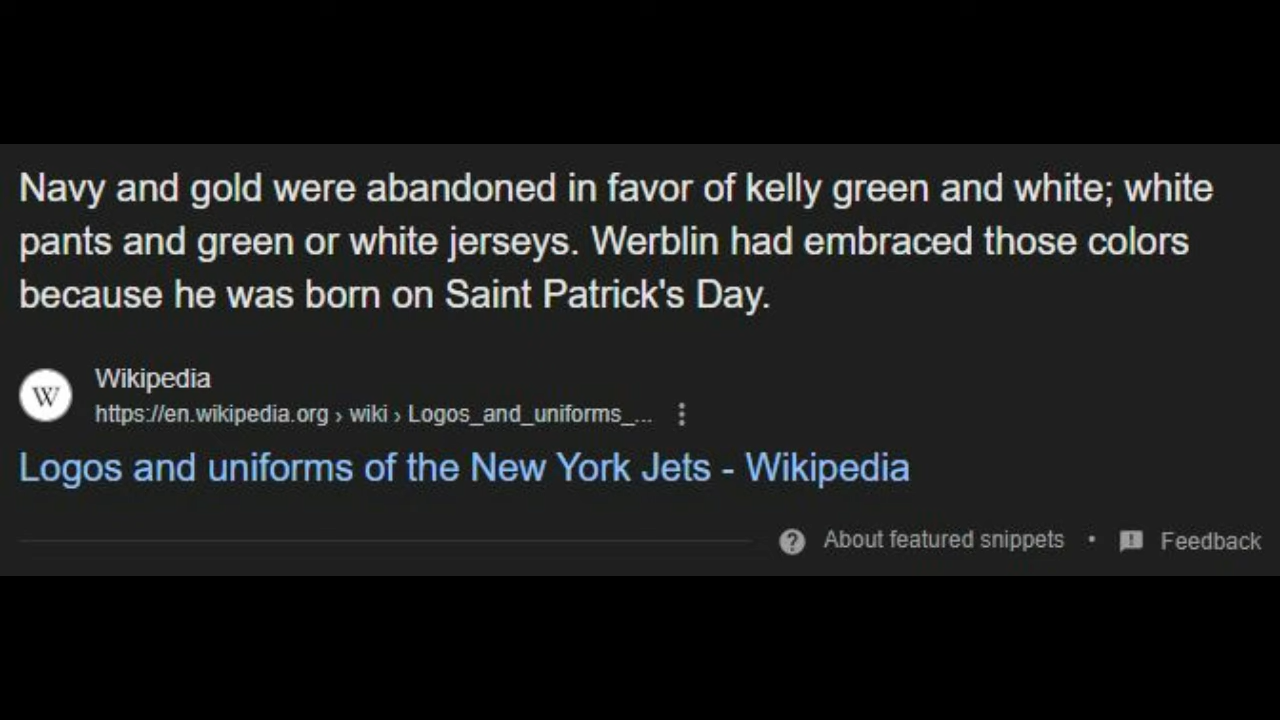 Navy and gold were abandoned in favor of kelly green and white; white
pants and green or white jerseys. Werblin had embraced those colors
because he was born on Saint Patrick's Day.
W
Wikipedia
https://en.wikipedia.org › wiki › Logos_and_uniforms_...
Logos and uniforms of the New York Jets - Wikipedia
? About featured snippets • ! Feedback